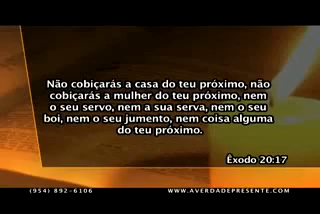 Não cobiçarás a casa do teu próximo, não
cobiçarás a mulher do teu próximo, nem
o seu servo, nem a sua serva, nem o seu
boi, nem o seu jumento, nem coisa alguma
do teu próximo.
Êxodo 20:17
(954) 892-6106
WWW.AVERDADEPRESENTE.COM